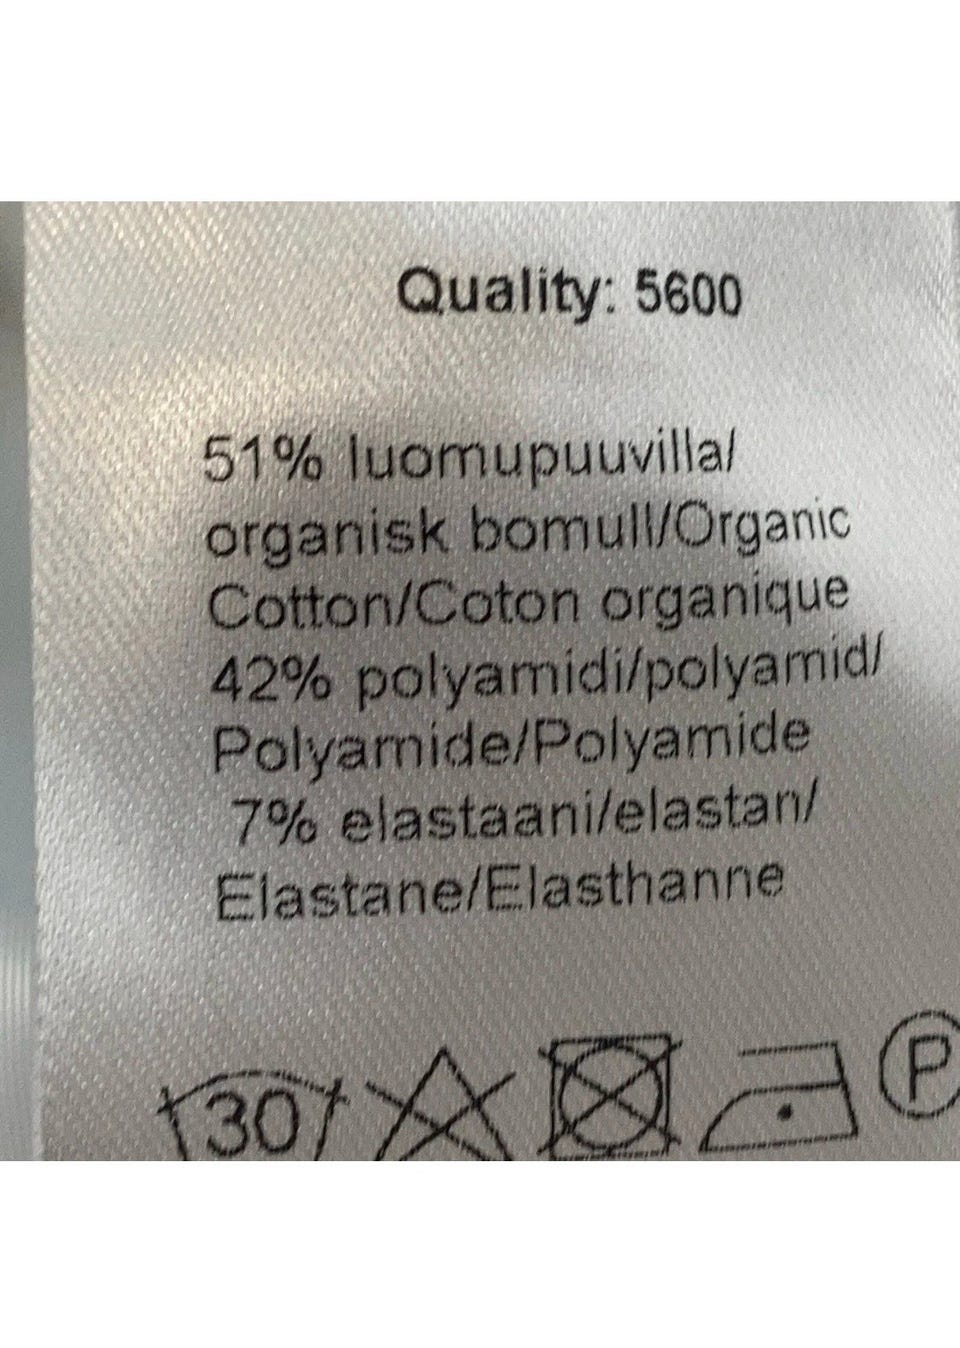 Quality: 5600
51% luomupuuvilla/
organisk bomull/Organic
Cotton/Coton organique
42% polyamidi/polyamid/
Polyamide/Polyamide
7% elastaani/elastan/
Elastane/Elasthanne
30 P